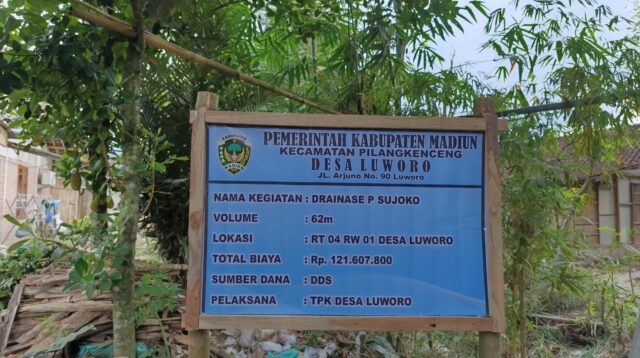 PEMERINTAH KABUPATEN MADIUN
KECAMATAN PILANGKENCENG
DESA LUWORO
JL. Arjuno No. 90 Luworo
KABUPATEN
MADIUN
NAMA KEGIATAN : DRAINASE P SUJOKO
VOLUME : 62m
LOKASI : RT 04 RW 01 DESA LUWORO
TOTAL BIAYA : Rp. 121.607.800
SUMBER DANA : DDS
PELAKSANA : TPK DESA LUWORO